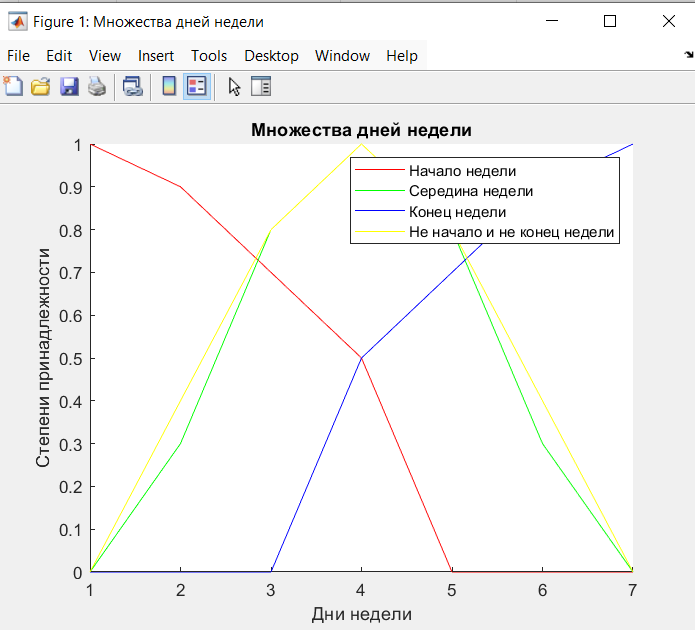 Figure 1: Множества дней недели
File Edit View Insert Tools Desktop Window Help
Множества дней недели
Начало недели
Середина недели
Конец недели
Не начало и не конец недели
Степени принадлежности
1
0.9
0.8
0.7
0.6
0.5
0.4
0.3
0.2
0.1
0
1 2 3 4 5 6 7
Дни недели